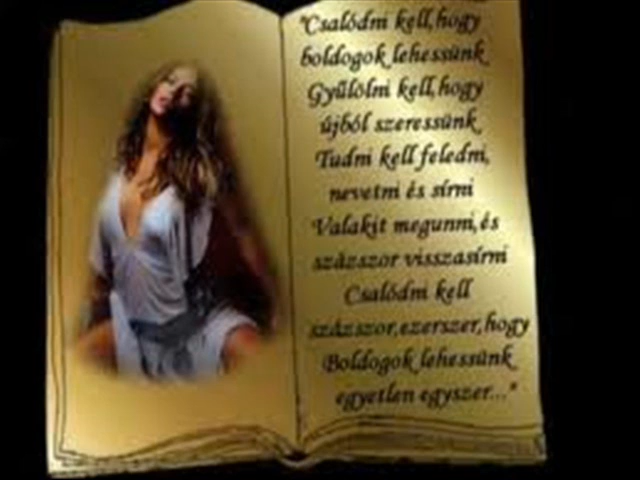 "Csalódni kell,hogy
boldogok lehessünk
Gyűlölni kell,hogy
újból szeressünk
Tudni kell feledni,
nevetni és sírni
Valakit megunni,és
százszor visszasírni
Csalódni kell
százszor,ezerszer,hogy
Boldogok lehessünk
egyetlen egyszer..."